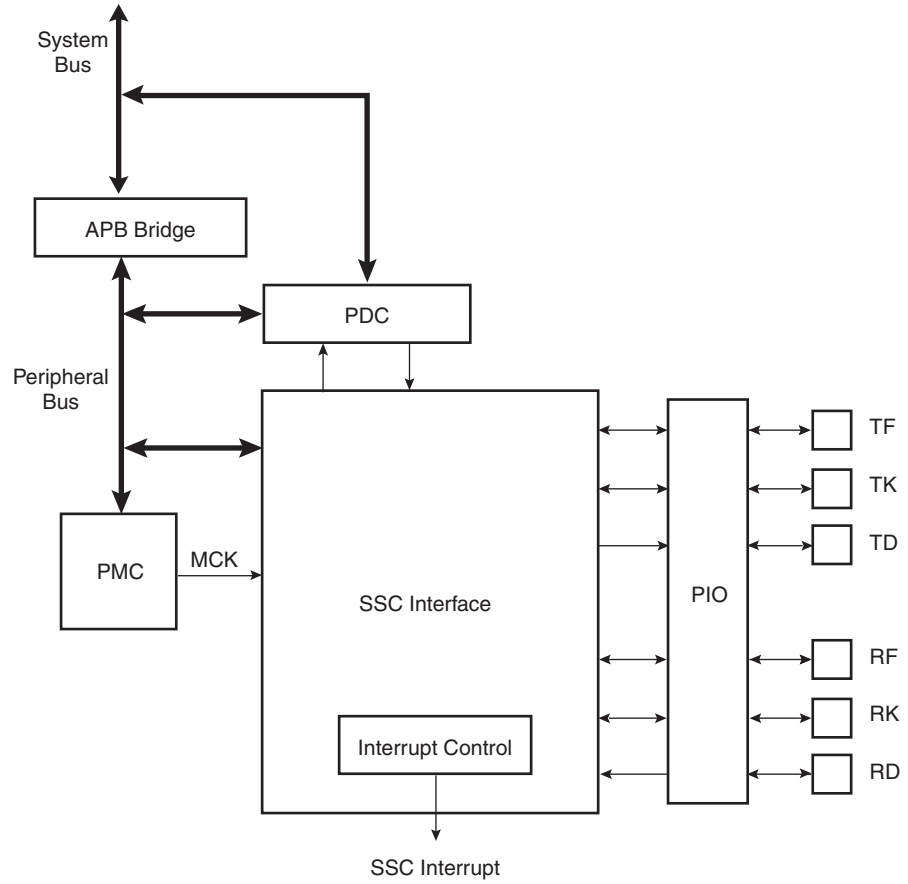 System
Bus
APB Bridge
PDC
Peripheral
Bus
PMC
MCK
SSC Interface
Interrupt Control
SSC Interrupt
PIO
TF
TK
TD
RF
RK
RD